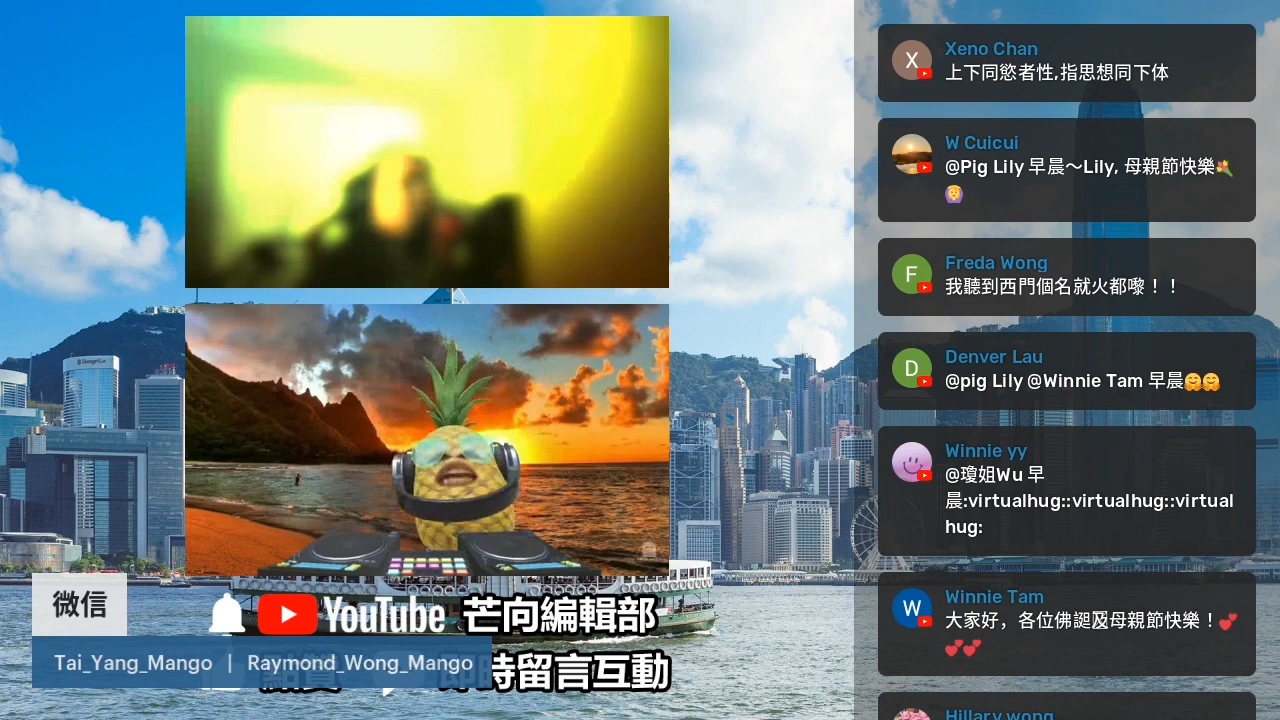 Xeno Chan
上下同慾者性,指思想同下体
W Cuicui
@Pig Lily 早晨～Lily, 母親節快樂💐
🙆
Freda Wong
我聽到西門個名就火都嚟！！
Denver Lau
@pig Lily @Winnie Tam 早晨🤗🤗
Winnie yy
@瓊姐Wu 早
晨:virtualhug::virtualhug::virtual
hug:
Winnie Tam
大家好，各位佛誕及母親節快樂！💕
💕💕
Hillary wong
微信
Tai_Yang_Mango | Raymond_Wong_Mango
YouTube 芒向編輯部
即時留言互動
X
F
D
W